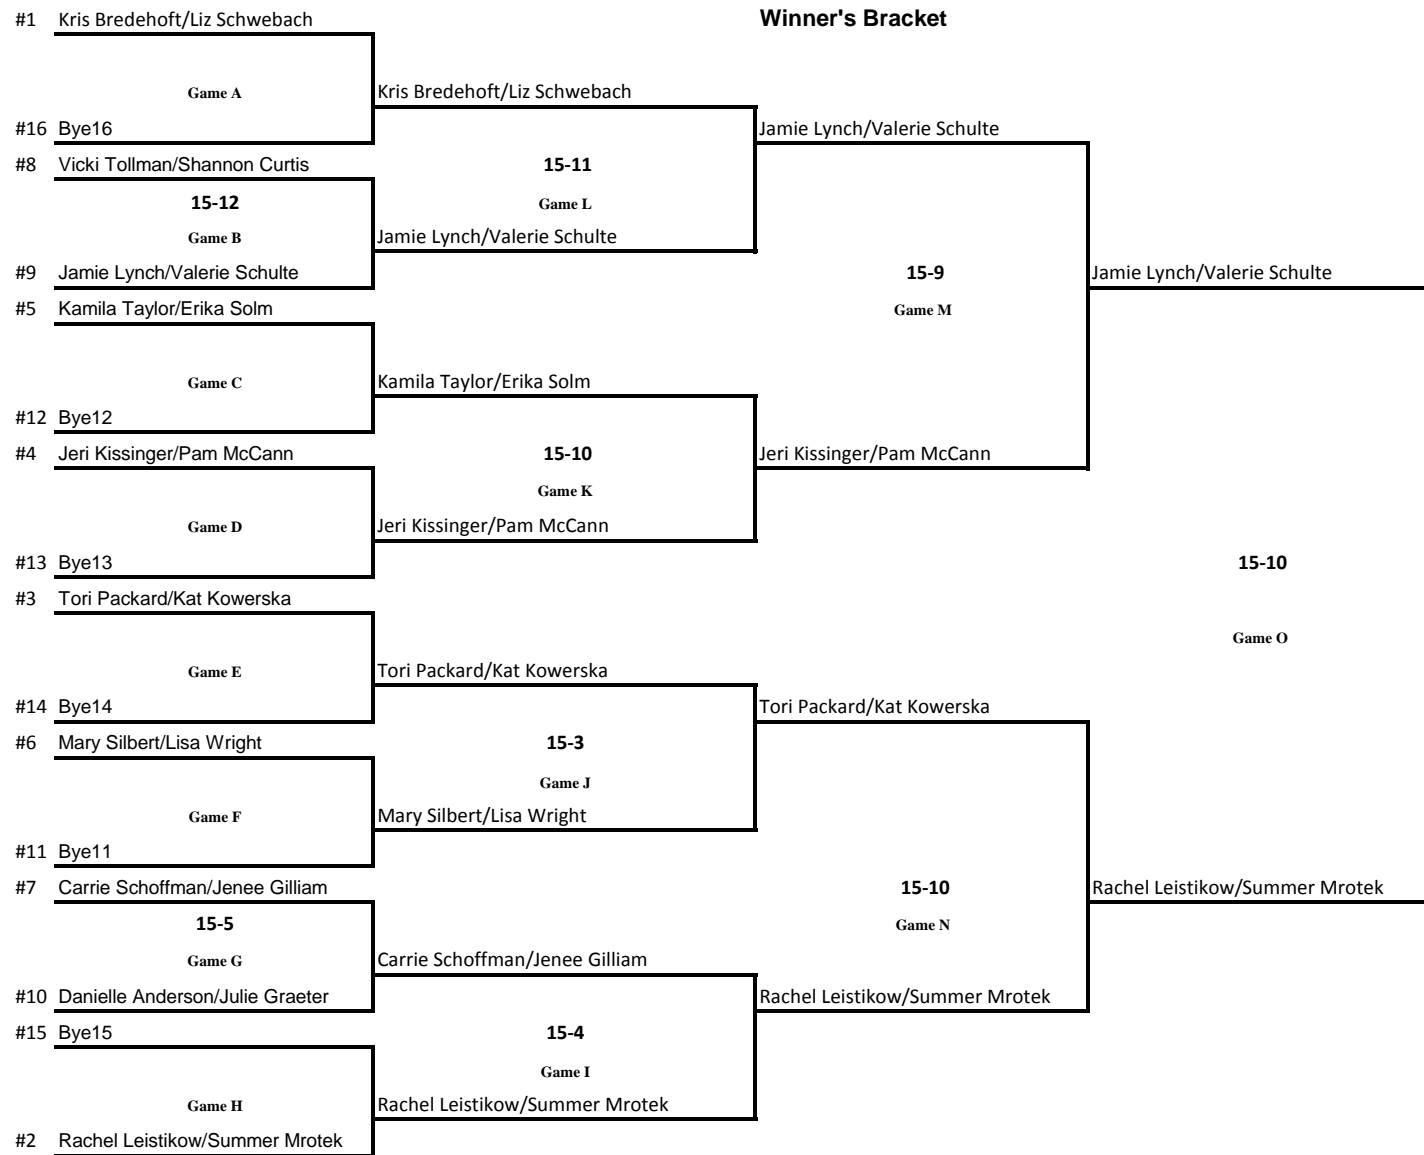 #1 Kris Bredehoft/Liz Schwebach Winner's Bracket
Game A Kris Bredehoft/Liz Schwebach
#16 Bye16 Jamie Lynch/Valerie Schulte
#8 Vicki Tollman/Shannon Curtis 15-11
15-12 Game L
Game B Jamie Lynch/Valerie Schulte
#9 Jamie Lynch/Valerie Schulte 15-9 Jamie Lynch/Valerie Schulte
#5 Kamila Taylor/Erika Solm Game M
Game C Kamila Taylor/Erika Solm
#12 Bye12
#4 Jeri Kissinger/Pam McCann 15-10 Jeri Kissinger/Pam McCann
Game K
Game D Jeri Kissinger/Pam McCann
#13 Bye13 15-10
#3 Tori Packard/Kat Kowerska
Game O
Game E Tori Packard/Kat Kowerska
#14 Bye14 Tori Packard/Kat Kowerska
#6 Mary Silbert/Lisa Wright 15-3
Game J
Game F Mary Silbert/Lisa Wright
#11 Bye11
#7 Carrie Schoffman/Jenee Gilliam 15-10 Rachel Leistikow/Summer Mrotek
15-5 Game N
Game G Carrie Schoffman/Jenee Gilliam
#10 Danielle Anderson/Julie Graeter Rachel Leistikow/Summer Mrotek
#15 Bye15 15-4
Game I
Game H Rachel Leistikow/Summer Mrotek
#2 Rachel Leistikow/Summer Mrotek